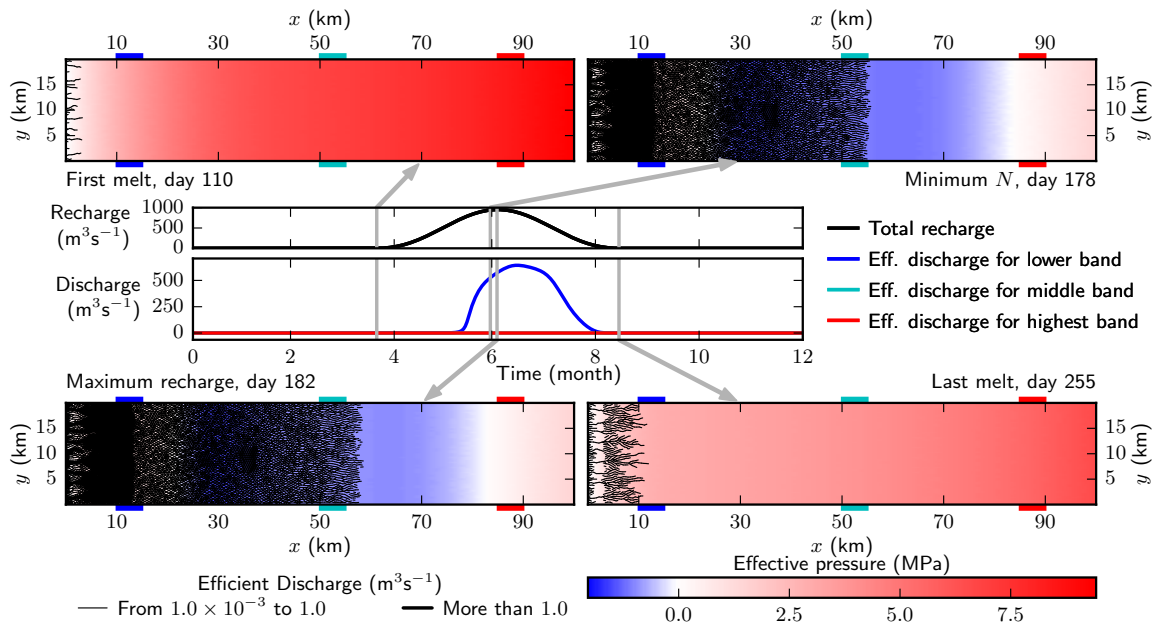 x (km)
x (km)
10 30 50 70 90
10 30 50 70 90
y (km)
15
10
5
15
10
5
y (km)
First melt, day 110
Minimum N, day 178
Recharge
(m³s⁻¹)
1000
500
0
Discharge
(m³s⁻¹)
500
250
0
0 2 4 6 8 10 12
Time (month)
Total recharge
Eff. discharge for lower band
Eff. discharge for middle band
Eff. discharge for highest band
Maximum recharge, day 182
Last melt, day 255
y (km)
15
10
5
15
10
5
y (km)
10 30 50 70 90
10 30 50 70 90
x (km)
x (km)
Efficient Discharge (m³s⁻¹)
From 1.0 × 10⁻³ to 1.0
More than 1.0
Effective pressure (MPa)
0.0 2.5 5.0 7.5